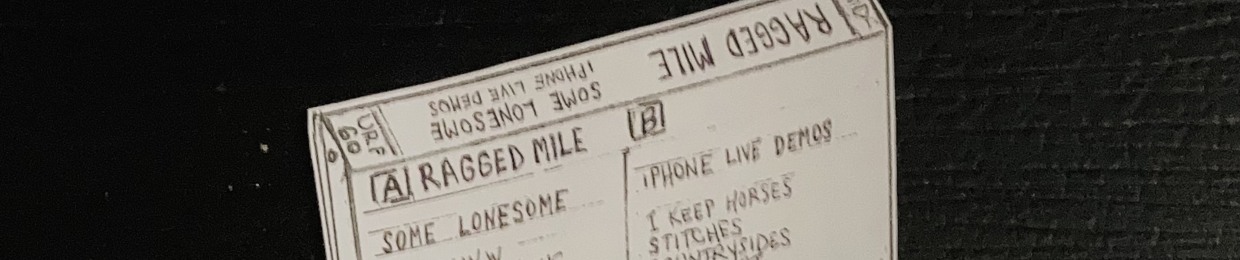 RAGGED MILE
SOME LONESOME
IPHONE LIVE DEMOS
URF
60
A RAGGED MILE
SOME LONESOME
B
IPHONE LIVE DEMOS
I KEEP HORSES
STITCHES
COUNTRYSIDES